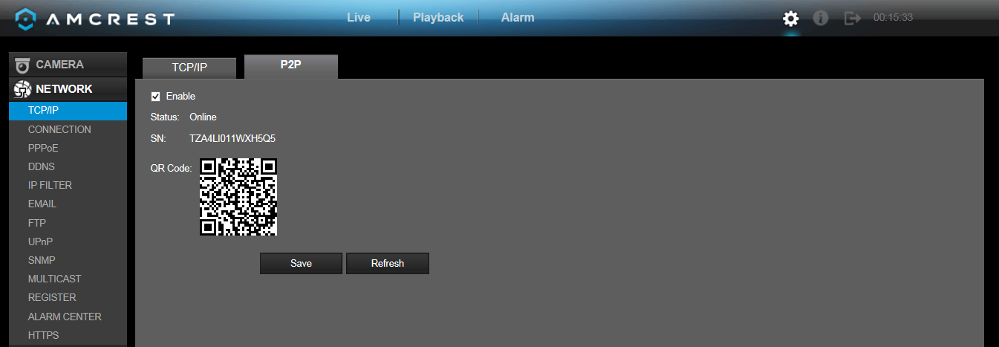 AMCREST
Live Playback Alarm 00:15:33
CAMERA
NETWORK
TCP/IP
CONNECTION
PPPoE
DDNS
IP FILTER
EMAIL
FTP
UPnP
SNMP
MULTICAST
REGISTER
ALARM CENTER
HTTPS
TCP/IP P2P
Enable
Status: Online
SN: TZA4LI011WXH5Q5
QR Code:
Save Refresh